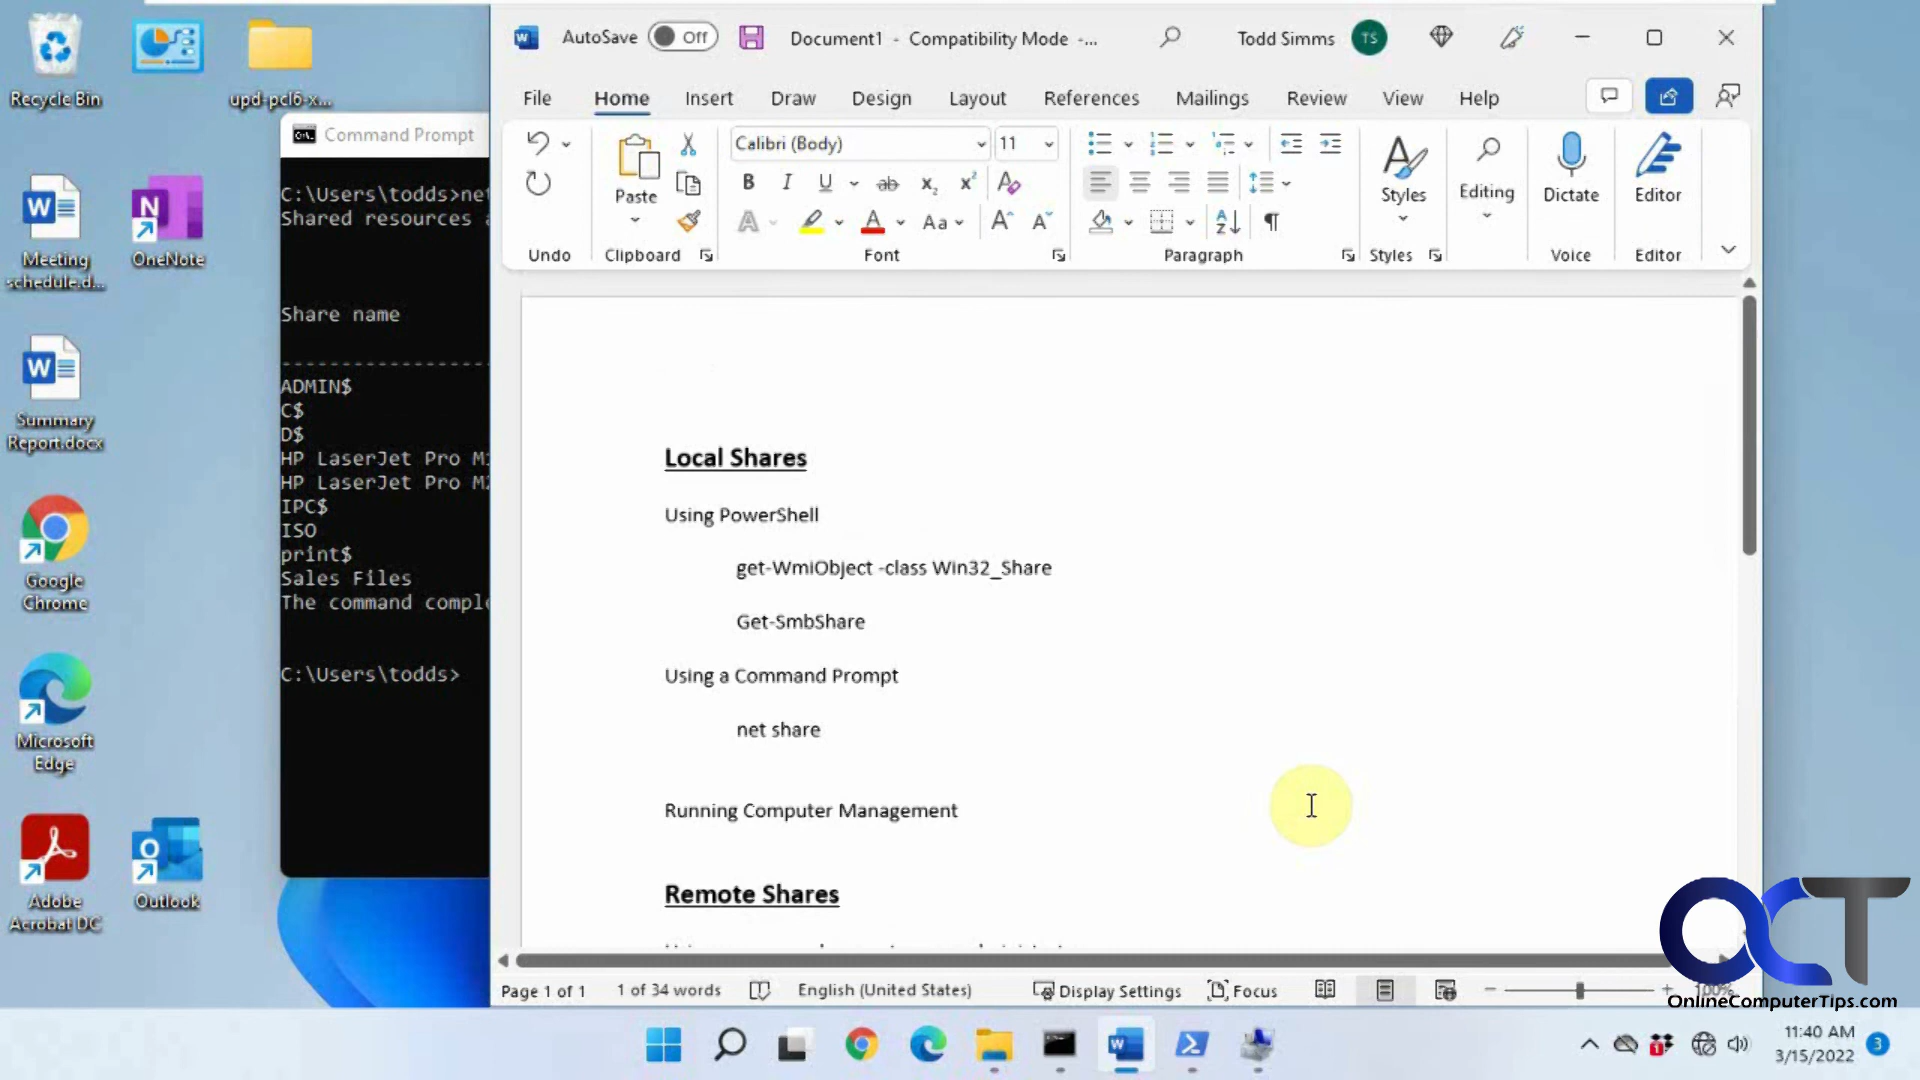 Recycle Bin
upd-pcl6-x...
Meeting
schedule.d...
OneNote
Summary
Report.docx
Google
Chrome
Microsoft
Edge
Adobe
Acrobat DC
Outlook
Command Prompt
C:\Users\todds>net
Shared resources a
Share name
ADMIN$
C$
D$
HP LaserJet Pro M
HP LaserJet Pro M
IPC$
ISO
print$
Sales Files
The command comple
C:\Users\todds>
AutoSave Off Document1 - Compatibility Mode -... Todd Simms TS
File Home Insert Draw Design Layout References Mailings Review View Help
Calibri (Body) 11
Paste
Styles
Editing
Dictate
Editor
Undo Clipboard Font Paragraph Styles Voice Editor
Local Shares
Using PowerShell
get-WmiObject -class Win32_Share
Get-SmbShare
Using a Command Prompt
net share
Running Computer Management
Remote Shares
Page 1 of 1 1 of 34 words English (United States) Display Settings Focus 100%
OCT
OnlineComputerTips.com
11:40 AM
3/15/2022
3
1